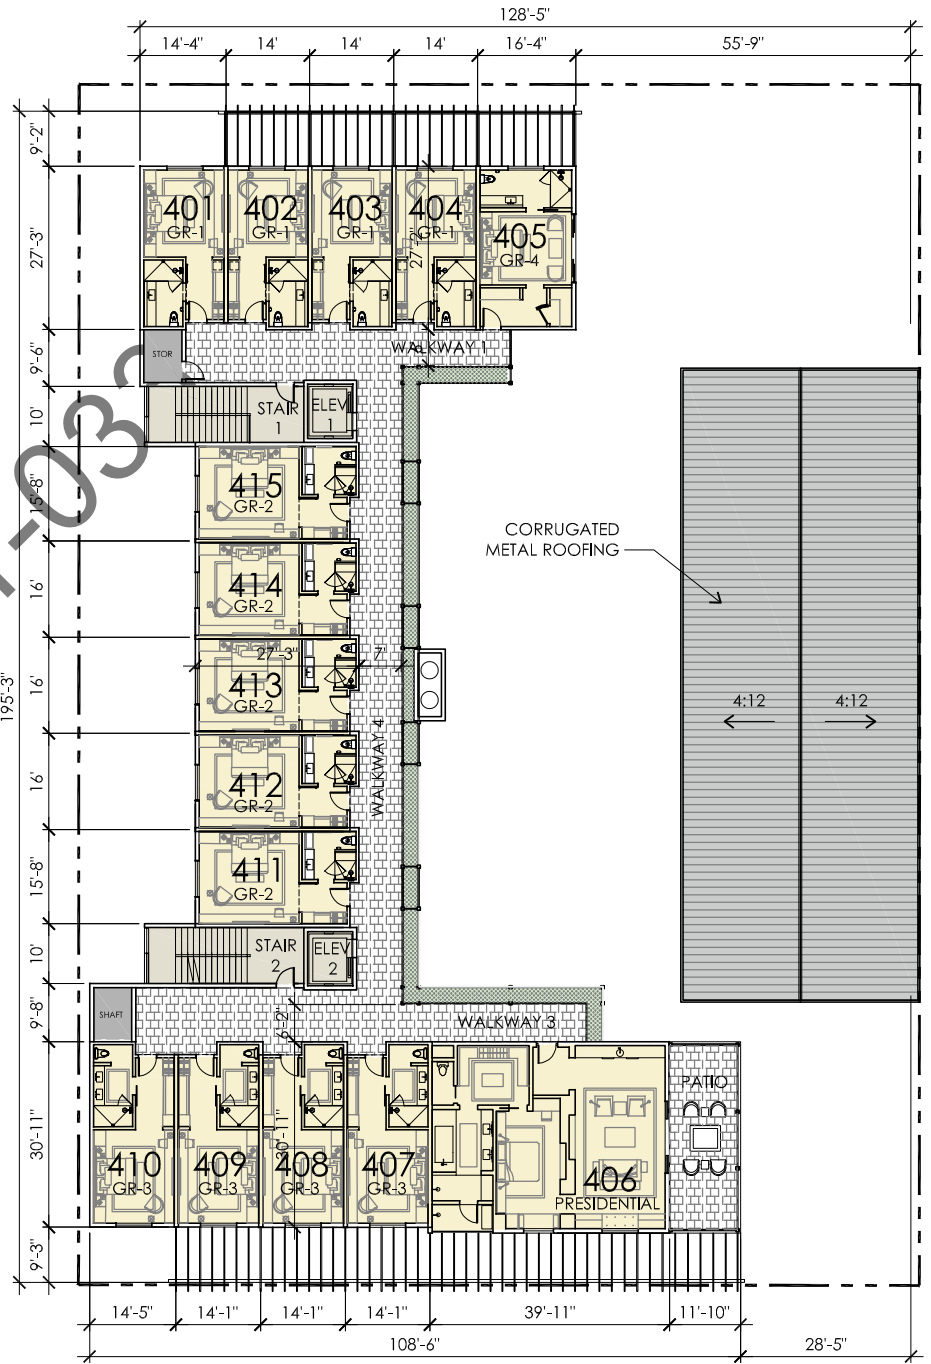 128'-5"
14'-4"
14'
14'
14'
16'-4"
55'-9"
9'-2"
27'-3"
9'-6"
10'
15'-8"
16'
16'
16'
15'-8"
10'
9'-8"
30'-11"
9'-3"
195'-3"
401
GR-1
402
GR-1
403
GR-1
404
GR-1
27'-2"
405
GR-4
STOR
WALKWAY 1
STAIR
1
ELEV
1
415
GR-2
414
GR-2
27'-3"
7'
413
GR-2
412
GR-2
411
GR-2
WALKWAY 4
CORRUGATED
METAL ROOFING
4:12
4:12
STAIR
2
ELEV
2
SHAFT
6'-2"
WALKWAY 3
410
GR-3
409
GR-3
408
GR-3
30'-11"
407
GR-3
406
PRESIDENTIAL
PATIO
14'-5"
14'-1"
14'-1"
14'-1"
39'-11"
11'-10"
108'-6"
28'-5"